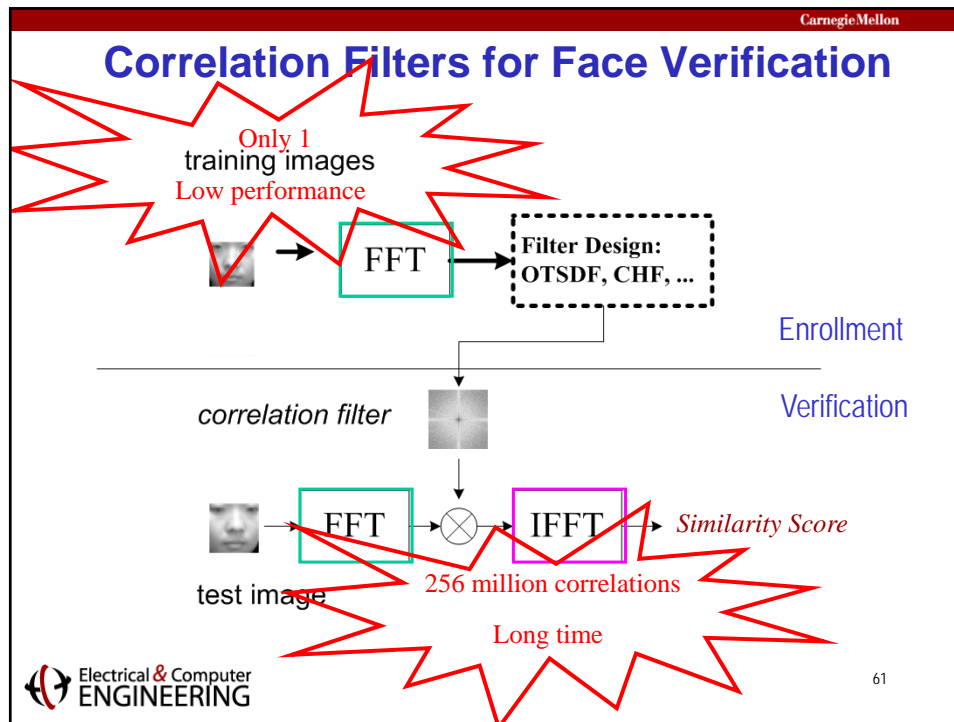 Carnegie Mellon
Correlation Filters for Face Verification
Only 1
training images
Low performance
FFT
Filter Design:
OTSDF, CHF, ...
Enrollment
Verification
correlation filter
FFT
IFFT
Similarity Score
test image
256 million correlations
Long time
Electrical & Computer
ENGINEERING
61